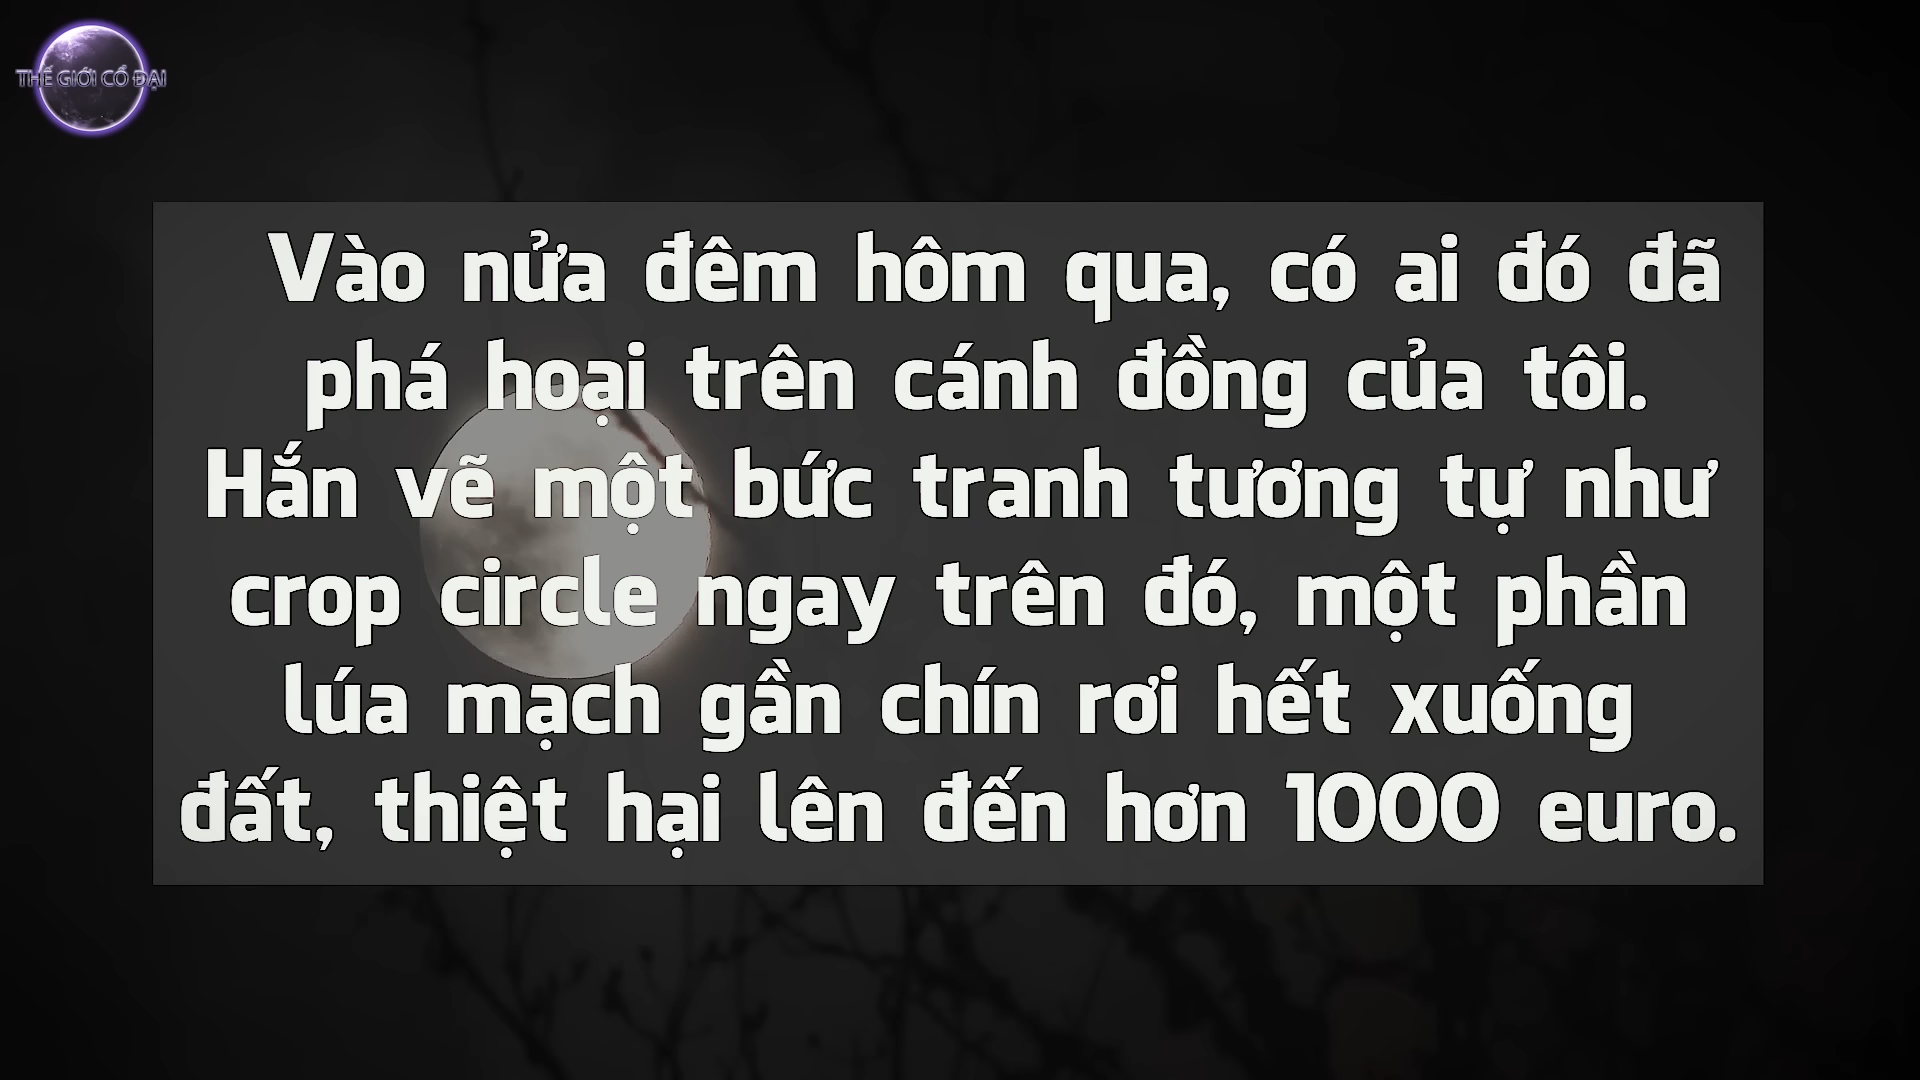 THẾ GIỚI CỔ ĐẠI
Vào nửa đêm hôm qua, có ai đó đã
phá hoại trên cánh đồng của tôi.
Hắn vẽ một bức tranh tương tự như
crop circle ngay trên đó, một phần
lúa mạch gần chín rơi hết xuống
đất, thiệt hại lên đến hơn 1000 euro.